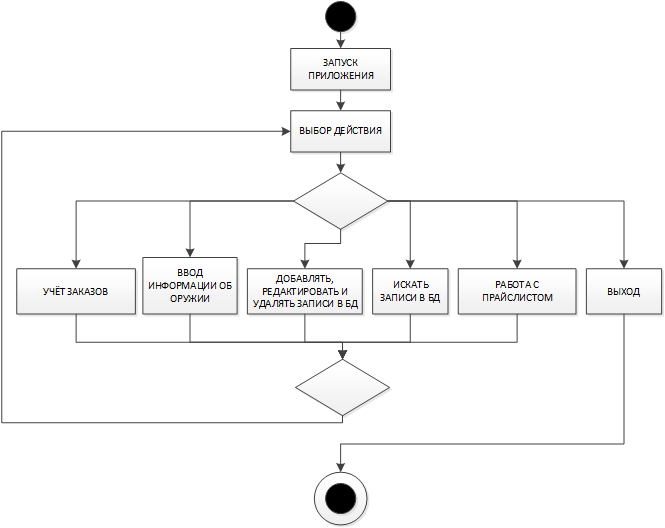 ЗАПУСК
ПРИЛОЖЕНИЯ
ВЫБОР ДЕЙСТВИЯ
УЧЁТ ЗАКАЗОВ
ВВОД
ИНФОРМАЦИИ ОБ
ОРУЖИИ
ДОБАВЛЯТЬ,
РЕДАКТИРОВАТЬ И
УДАЛЯТЬ ЗАПИСИ В БД
ИСКАТЬ
ЗАПИСИ В БД
РАБОТА С
ПРАЙСЛИСТОМ
ВЫХОД